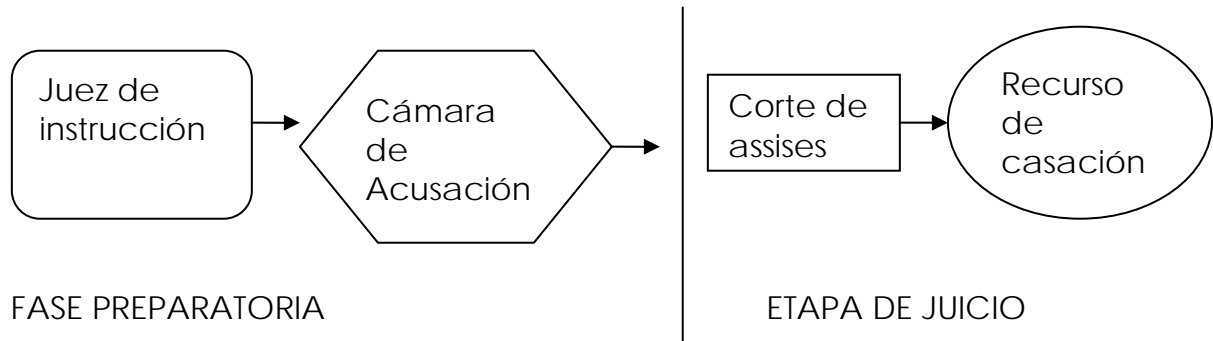 Juez de
instrucción
Cámara
de
Acusación
Corte de
assises
Recurso
de
casación
FASE PREPARATORIA
ETAPA DE JUICIO